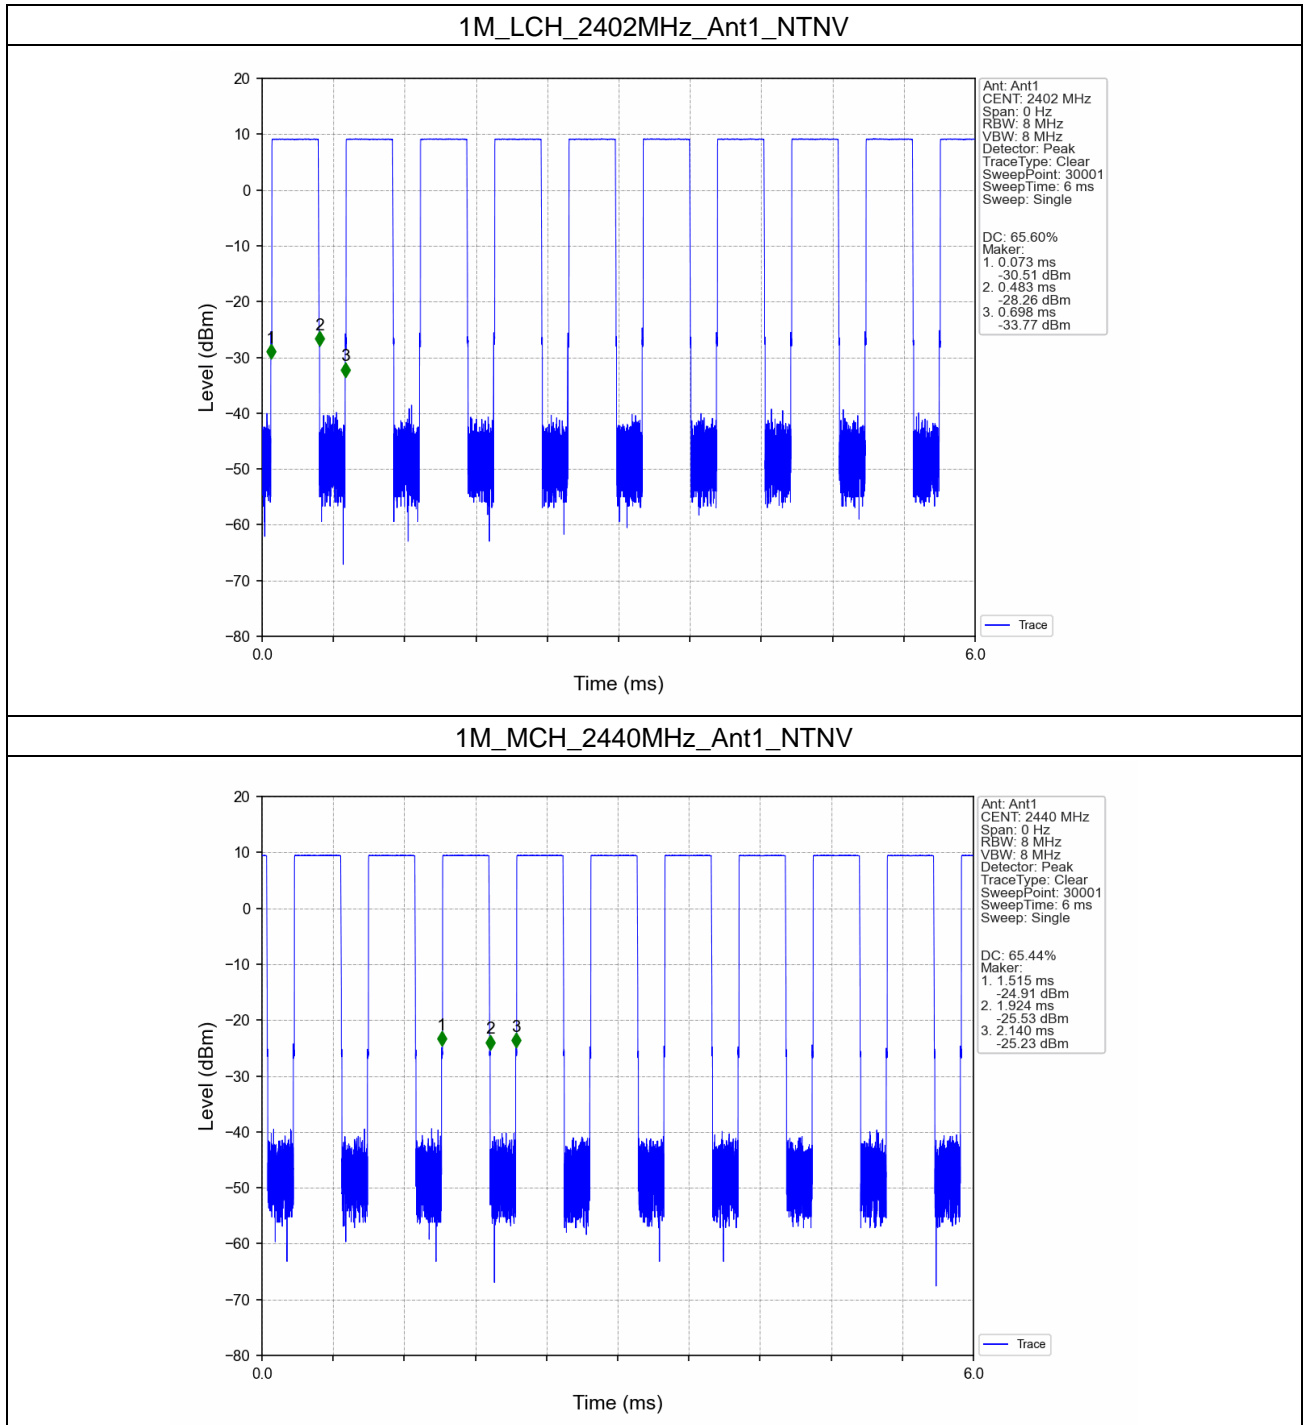 1M_LCH_2402MHz_Ant1_NTNV
20
10
0
−10
−20
−30
−40
−50
−60
−70
−80
Level (dBm)
1
2
3
0.0
6.0
Time (ms)
Ant: Ant1
CENT: 2402 MHz
Span: 0 Hz
RBW: 8 MHz
VBW: 8 MHz
Detector: Peak
TraceType: Clear
SweepPoint: 30001
SweepTime: 6 ms
Sweep: Single
DC: 65.60%
Maker:
1. 0.073 ms
-30.51 dBm
2. 0.483 ms
-28.26 dBm
3. 0.698 ms
-33.77 dBm
Trace
1M_MCH_2440MHz_Ant1_NTNV
20
10
0
−10
−20
−30
−40
−50
−60
−70
−80
Level (dBm)
1
2
3
0.0
6.0
Time (ms)
Ant: Ant1
CENT: 2440 MHz
Span: 0 Hz
RBW: 8 MHz
VBW: 8 MHz
Detector: Peak
TraceType: Clear
SweepPoint: 30001
SweepTime: 6 ms
Sweep: Single
DC: 65.44%
Maker:
1. 1.515 ms
-24.91 dBm
2. 1.924 ms
-25.53 dBm
3. 2.140 ms
-25.23 dBm
Trace